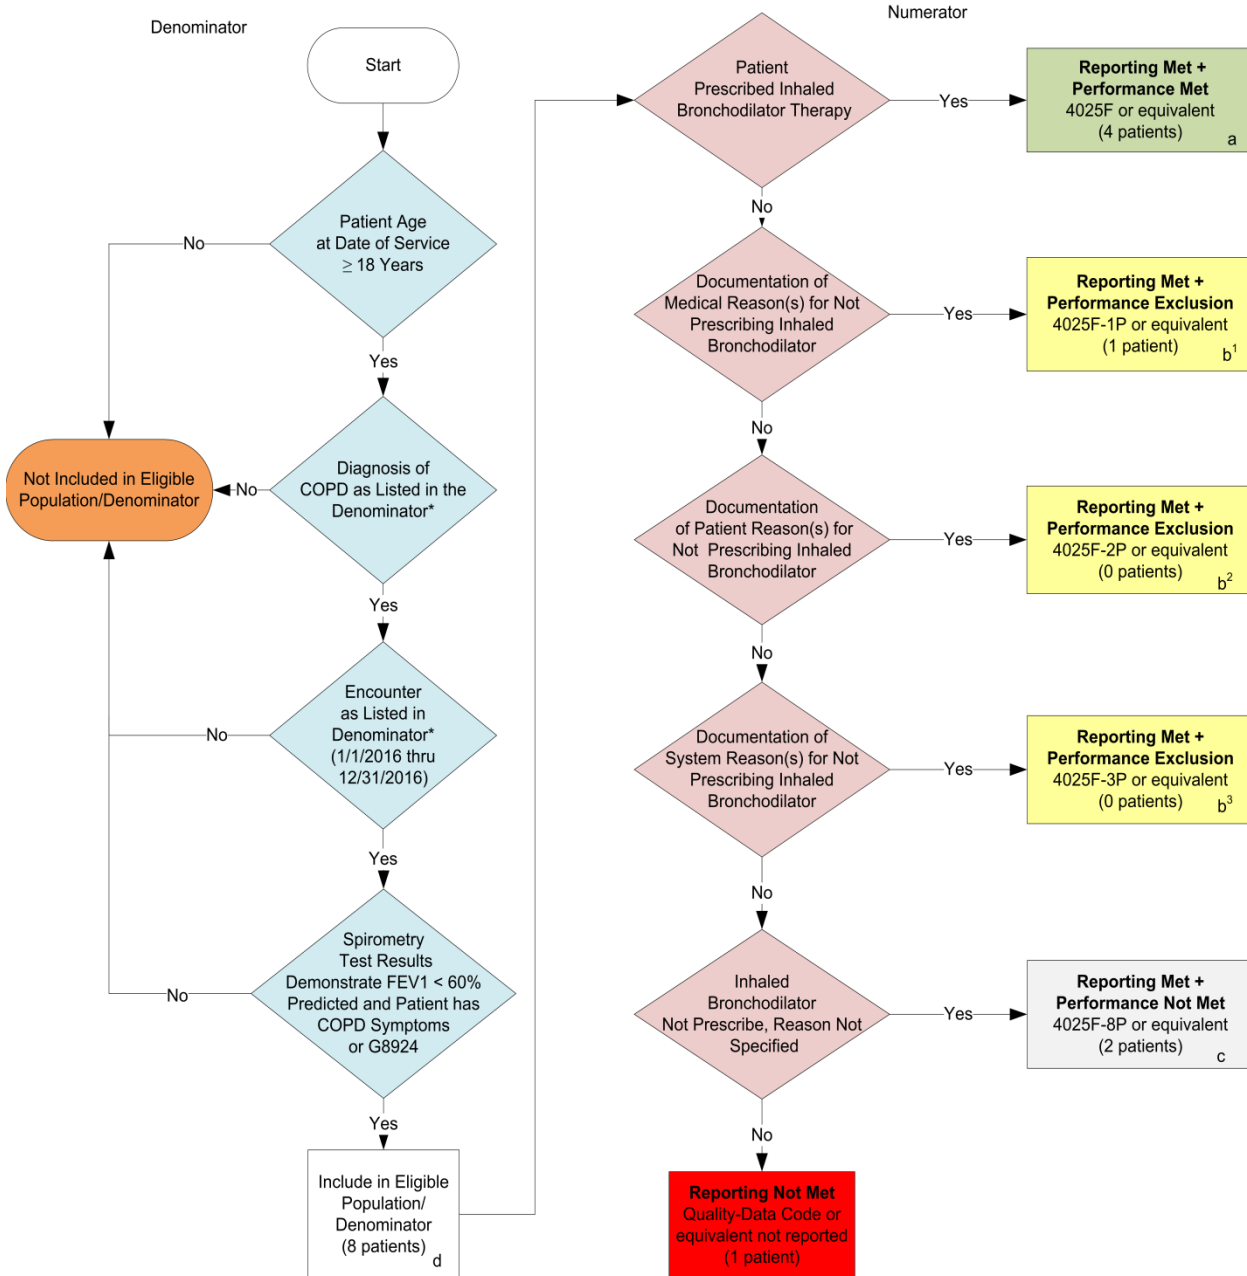 Denominator
Numerator
Start
Patient Age
at Date of Service
≥ 18 Years
No
Yes
Diagnosis of
COPD as Listed in the
Denominator*
No
Not Included in Eligible
Population/Denominator
Yes
Encounter
as Listed in
Denominator*
(1/1/2016 thru
12/31/2016)
No
Yes
Spirometry
Test Results
Demonstrate FEV1 < 60%
Predicted and Patient has
COPD Symptoms
or G8924
No
Yes
Include in Eligible
Population/
Denominator
(8 patients)
d
Patient
Prescribed Inhaled
Bronchodilator Therapy
Yes
Reporting Met +
Performance Met
4025F or equivalent
(4 patients)
a
No
Documentation of
Medical Reason(s) for Not
Prescribing Inhaled
Bronchodilator
Yes
Reporting Met +
Performance Exclusion
4025F-1P or equivalent
(1 patient)
b¹
No
Documentation
of Patient Reason(s) for
Not Prescribing Inhaled
Bronchodilator
Yes
Reporting Met +
Performance Exclusion
4025F-2P or equivalent
(0 patients)
b²
No
Documentation of
System Reason(s) for Not
Prescribing Inhaled
Bronchodilator
Yes
Reporting Met +
Performance Exclusion
4025F-3P or equivalent
(0 patients)
b³
No
Inhaled
Bronchodilator
Not Prescribe, Reason Not
Specified
Yes
Reporting Met +
Performance Not Met
4025F-8P or equivalent
(2 patients)
c
No
Reporting Not Met
Quality-Data Code or
equivalent not reported
(1 patient)